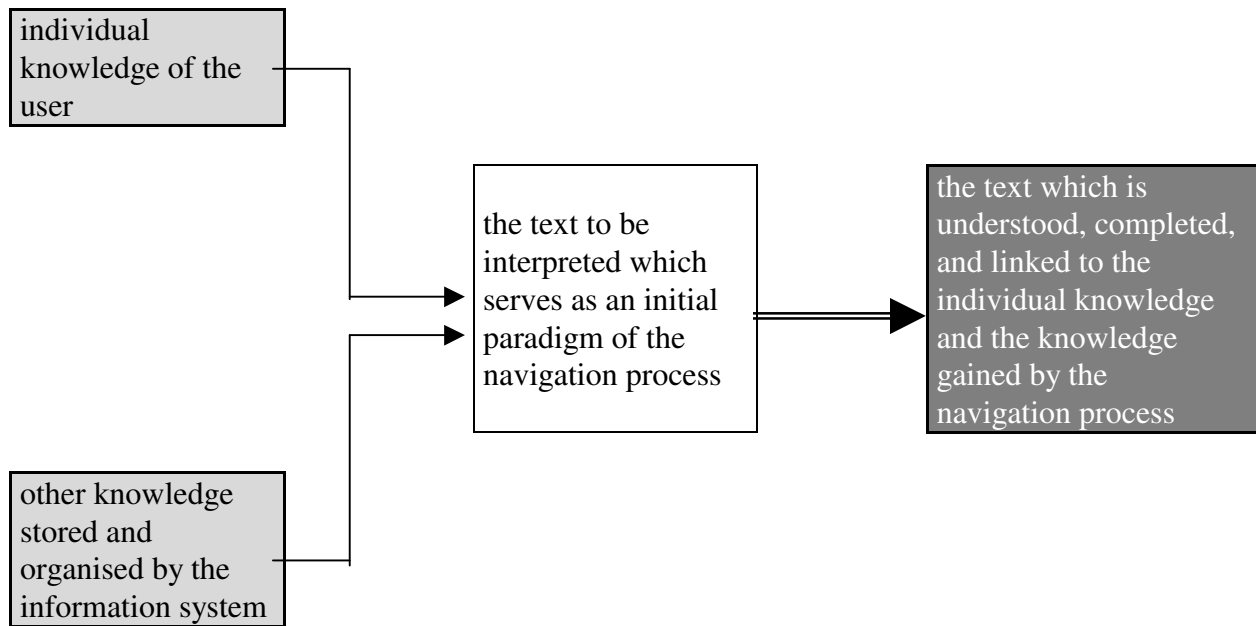 individual
knowledge of the
user
the text to be
interpreted which
serves as an initial
paradigm of the
navigation process
the text which is
understood, completed,
and linked to the
individual knowledge
and the knowledge
gained by the
navigation process
other knowledge
stored and
organised by the
information system